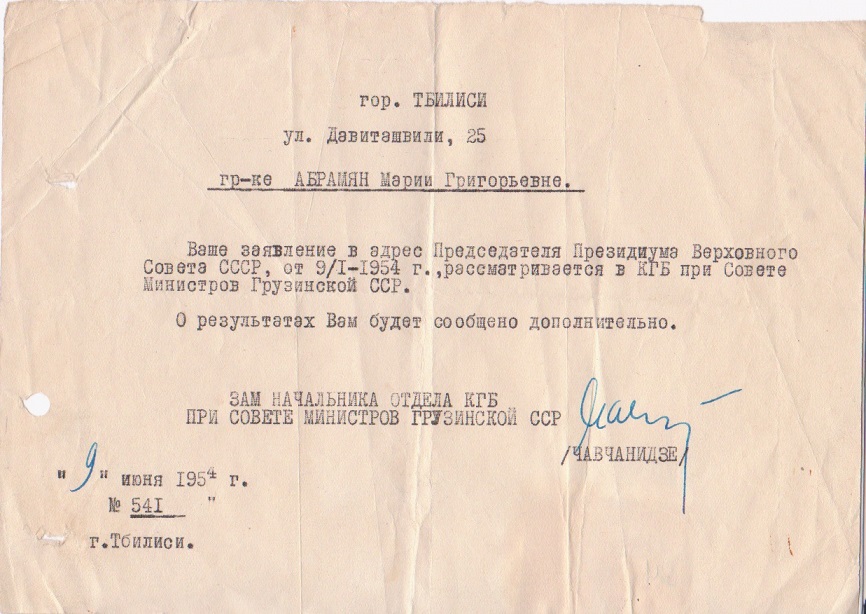 гор. ТБИЛИСИ
ул. Давиташвили, 25
гр-ке АБРАМЯН Марии Григорьевне.
Ваше заявление в адрес Председателя Президиума Верховного
Совета СССР, от 9/I-1954 г.,рассматривается в КГБ при Совете
Министров Грузинской ССР.
О результатах Вам будет сообщено дополнительно.
ЗАМ НАЧАЛЬНИКА ОТДЕЛА КГБ
ПРИ СОВЕТЕ МИНИСТРОВ ГРУЗИНСКОЙ ССР
/ЧАВЧАНИДЗЕ/
" 9 " июня 1954 г.
№ 54I "
г.Тбилиси.